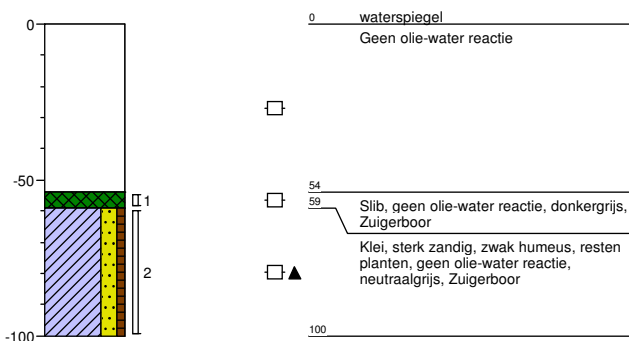 0
-50
-100
1
2
0 waterspiegel
Geen olie-water reactie
54
59
Slib, geen olie-water reactie, donkergrijs,
Zuigerboor
Klei, sterk zandig, zwak humeus, resten
planten, geen olie-water reactie,
neutraalgrijs, Zuigerboor
100